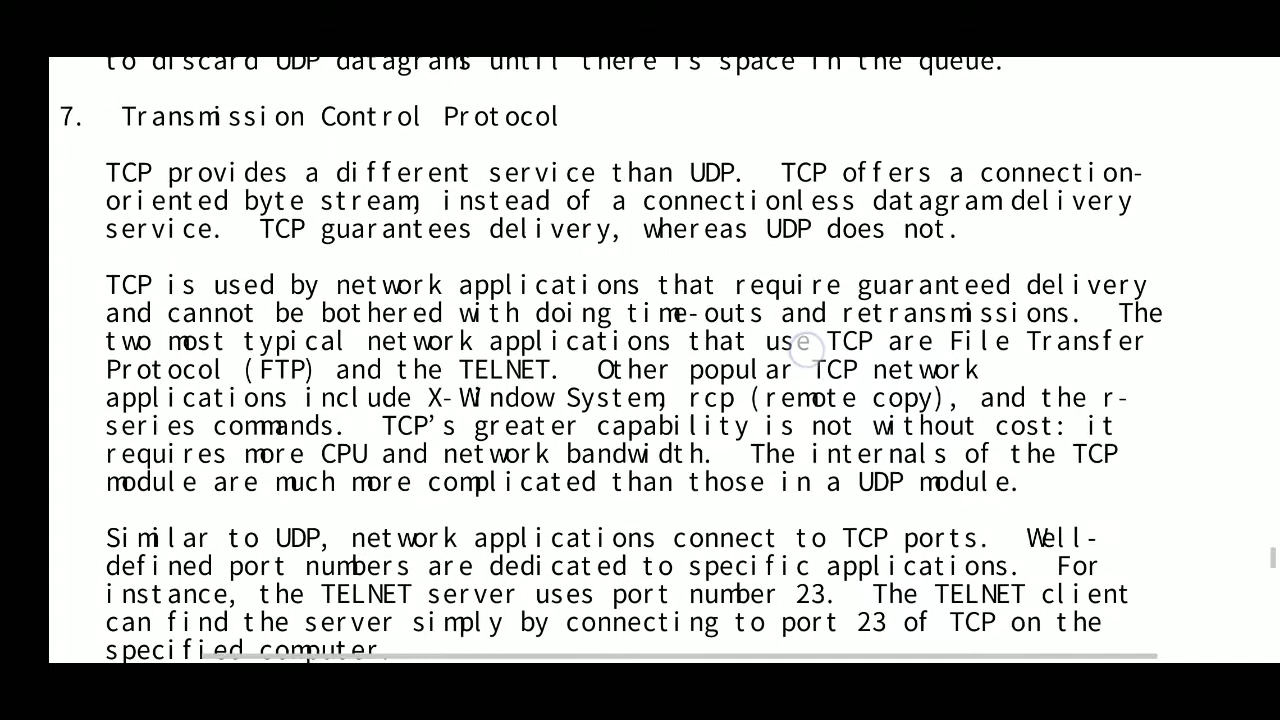 to discard UDP datagrams until there is space in the queue.
7. Transmission Control Protocol
TCP provides a different service than UDP. TCP offers a connection-
oriented byte stream, instead of a connectionless datagram delivery
service. TCP guarantees delivery, whereas UDP does not.
TCP is used by network applications that require guaranteed delivery
and cannot be bothered with doing time-outs and retransmissions. The
two most typical network applications that use TCP are File Transfer
Protocol (FTP) and the TELNET. Other popular TCP network
applications include X-Window System, rcp (remote copy), and the r-
series commands. TCP's greater capability is not without cost: it
requires more CPU and network bandwidth. The internals of the TCP
module are much more complicated than those in a UDP module.
Similar to UDP, network applications connect to TCP ports. Well-
defined port numbers are dedicated to specific applications. For
instance, the TELNET server uses port number 23. The TELNET client
can find the server simply by connecting to port 23 of TCP on the
specified computer.